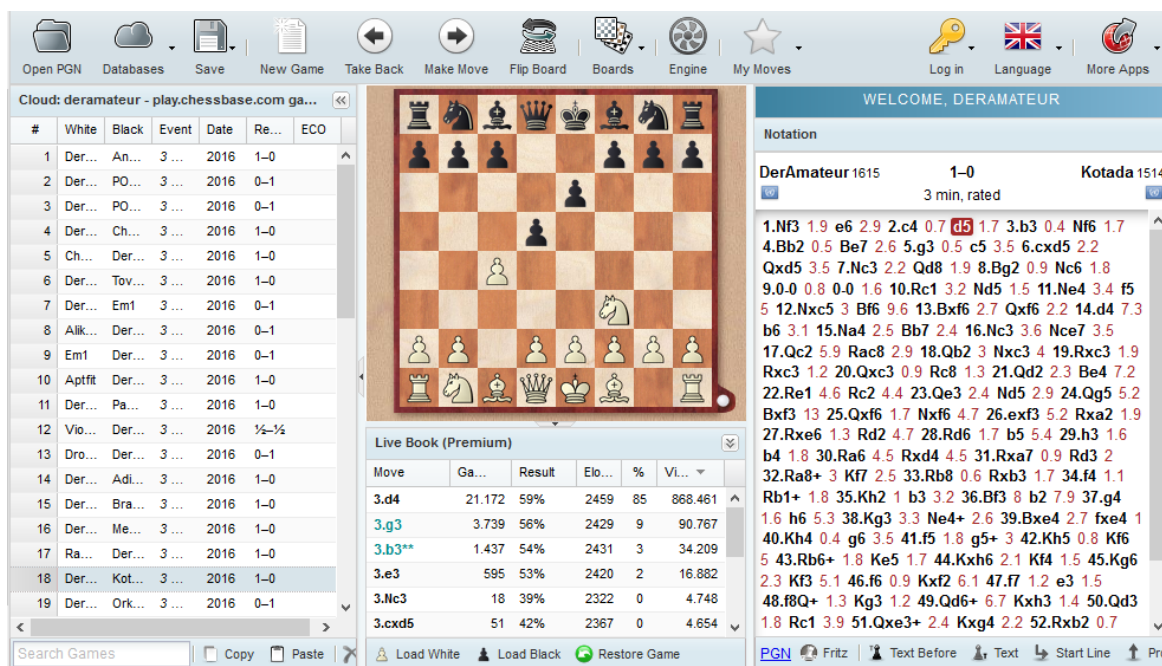 Open PGN Databases Save New Game Take Back Make Move Flip Board Boards Engine My Moves Log in Language More Apps
Cloud: deramateur - play.chessbase.com ga...
# White Black Event Date Re... ECO
1 Der... An... 3 ... 2016 1–0
2 Der... PO... 3 ... 2016 0–1
3 Der... PO... 3 ... 2016 0–1
4 Der... Ch... 3 ... 2016 1–0
5 Ch... Der... 3 ... 2016 1–0
6 Der... Tov... 3 ... 2016 1–0
7 Der... Em1 3 ... 2016 0–1
8 Alik... Der... 3 ... 2016 0–1
9 Em1 Der... 3 ... 2016 0–1
10 Aptfit Der... 3 ... 2016 1–0
11 Der... Pa... 3 ... 2016 1–0
12 Vio... Der... 3 ... 2016 ½–½
13 Dro... Der... 3 ... 2016 0–1
14 Der... Adi... 3 ... 2016 1–0
15 Der... Bra... 3 ... 2016 1–0
16 Der... Me... 3 ... 2016 1–0
17 Ra... Der... 3 ... 2016 1–0
18 Der... Kot... 3 ... 2016 1–0
19 Der... Ork... 3 ... 2016 0–1
Search Games Copy Paste
Live Book (Premium)
Move Ga... Result Elo... % Vi...
3.d4 21.172 59% 2459 85 868.461
3.g3 3.739 56% 2429 9 90.767
3.b3** 1.437 54% 2431 3 34.209
3.e3 595 53% 2420 2 16.882
3.Nc3 18 39% 2322 0 4.748
3.cxd5 51 42% 2367 0 4.654
Load White Load Black Restore Game
WELCOME, DERAMATEUR
Notation
DerAmateur 1615 1–0 Kotada 1514
3 min, rated
1.Nf3 1.9 e6 2.9 2.c4 0.7 d5 1.7 3.b3 0.4 Nf6 1.7
4.Bb2 0.5 Be7 2.6 5.g3 0.5 c5 3.5 6.cxd5 2.2
Qxd5 3.5 7.Nc3 2.2 Qd8 1.9 8.Bg2 0.9 Nc6 1.8
9.0-0 0.8 0-0 1.6 10.Rc1 3.2 Nd5 1.5 11.Ne4 3.4 f5
5 12.Nxc5 3 Bf6 9.6 13.Bxf6 2.7 Qxf6 2.2 14.d4 7.3
b6 3.1 15.Na4 2.5 Bb7 2.4 16.Nc3 3.6 Nce7 3.5
17.Qc2 5.9 Rac8 2.9 18.Qb2 3 Nxc3 4 19.Rxc3 1.9
Rxc3 1.2 20.Qxc3 0.9 Rc8 1.3 21.Qd2 2.3 Be4 7.2
22.Re1 4.6 Rc2 4.4 23.Qe3 2.4 Nd5 2.9 24.Qg5 5.2
Bxf3 13 25.Qxf6 1.7 Nxf6 4.7 26.exf3 5.2 Rxa2 1.9
27.Rxe6 1.3 Rd2 4.7 28.Rd6 1.7 b5 5.4 29.h3 1.6
b4 1.8 30.Ra6 4.5 Rxd4 4.5 31.Rxa7 0.9 Rd3 2
32.Ra8+ 3 Kf7 2.5 33.Rb8 0.6 Rxb3 1.7 34.f4 1.1
Rb1+ 1.8 35.Kh2 1 b3 3.2 36.Bf3 8 b2 7.9 37.g4
1.6 h6 5.3 38.Kg3 3.3 Ne4+ 2.6 39.Bxe4 2.7 fxe4 1
40.Kh4 0.4 g6 3.5 41.f5 1.8 g5+ 3 42.Kh5 0.8 Kf6
5 43.Rb6+ 1.8 Ke5 1.7 44.Kxh6 2.1 Kf4 1.5 45.Kg6
2.3 Kf3 5.1 46.f6 0.9 Kxf2 6.1 47.f7 1.2 e3 1.5
48.f8Q+ 1.3 Kg3 1.2 49.Qd6+ 6.7 Kxh3 1.4 50.Qd3
1.8 Rc1 3.9 51.Qxe3+ 2.4 Kxg4 2.2 52.Rxb2 0.7
PGN Fritz Text Before Text Start Line Pr